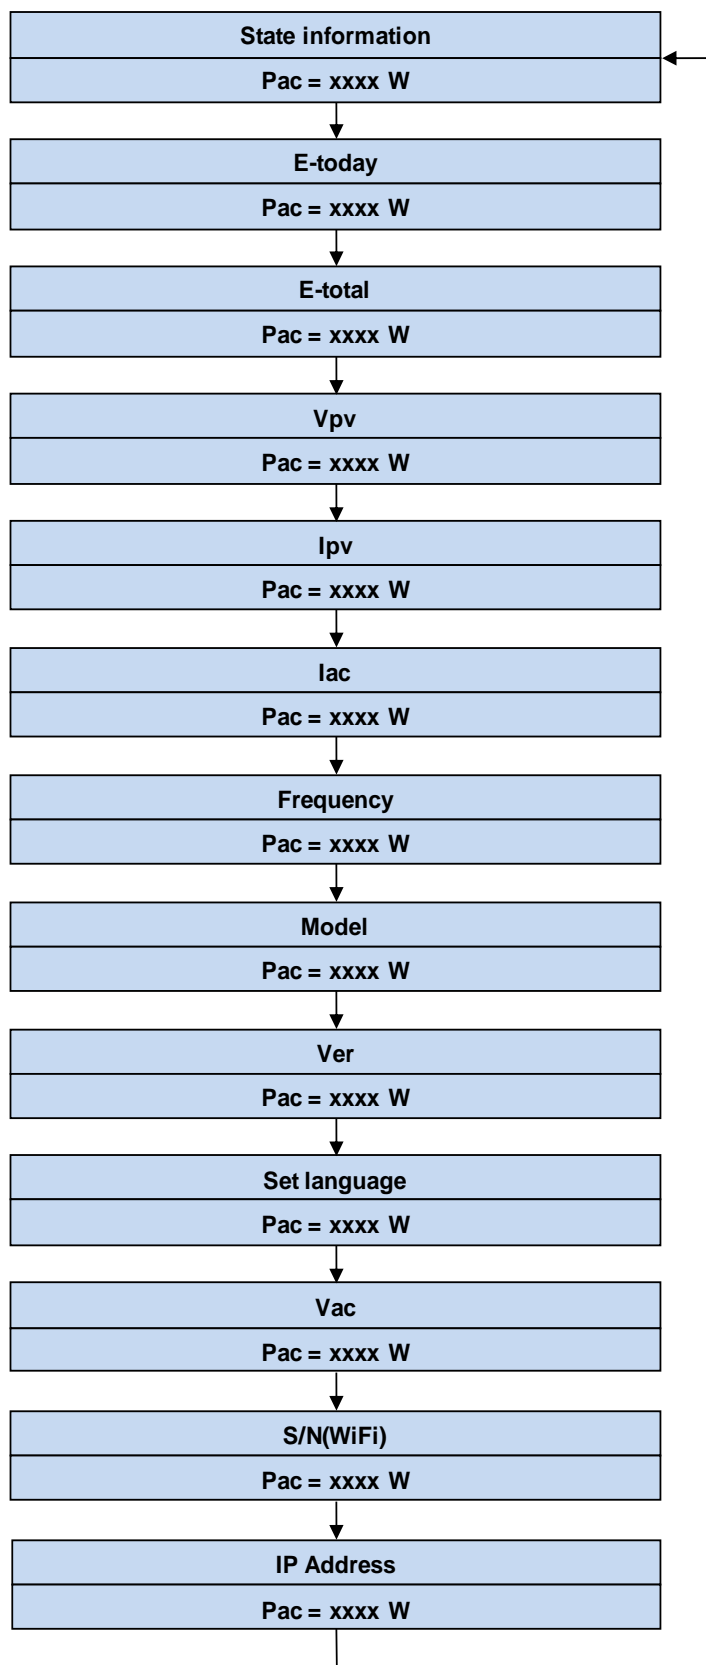 State information
Pac = xxxx W
E-today
Pac = xxxx W
E-total
Pac = xxxx W
Vpv
Pac = xxxx W
Ipv
Pac = xxxx W
Iac
Pac = xxxx W
Frequency
Pac = xxxx W
Model
Pac = xxxx W
Ver
Pac = xxxx W
Set language
Pac = xxxx W
Vac
Pac = xxxx W
S/N(WiFi)
Pac = xxxx W
IP Address
Pac = xxxx W